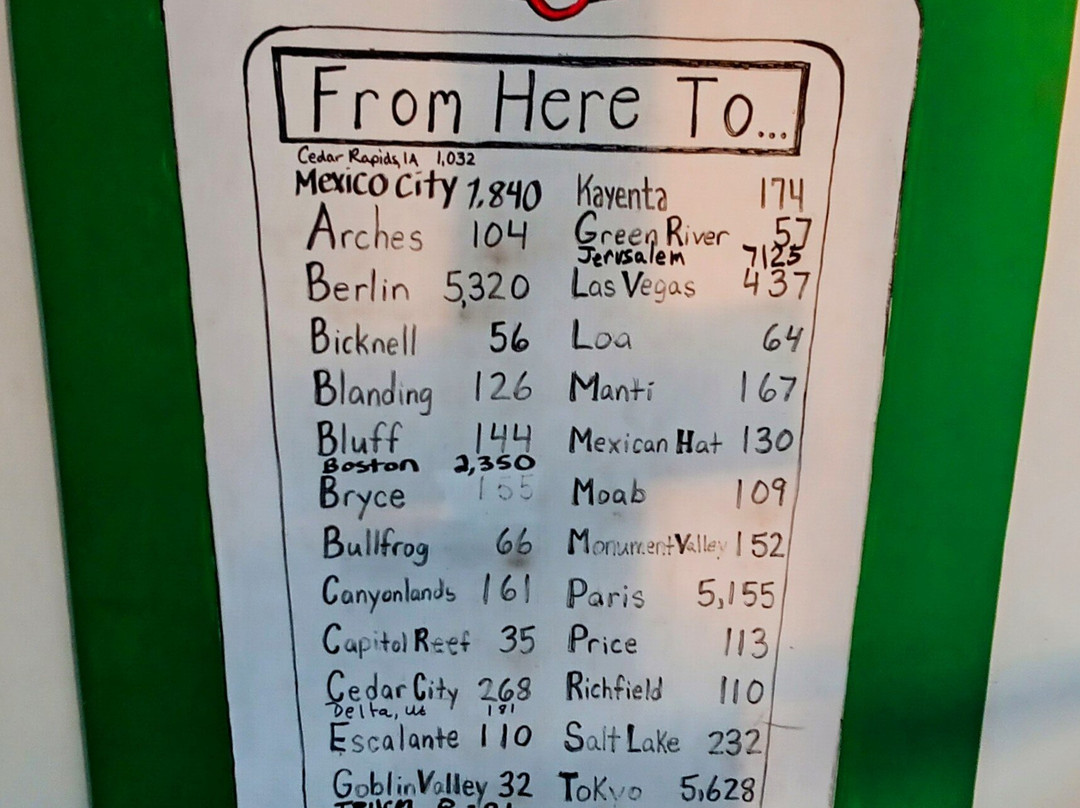 From Here To...
Cedar Rapids, IA 1,032
Mexico City 1,840
Arches 104
Berlin 5,320
Bicknell 56
Blanding 126
Bluff 144
Boston 2,350
Bryce 155
Bullfrog 66
Canyonlands 161
Capitol Reef 35
Cedar City 268
Delta, 181
Escalante 110
Goblin Valley 32
Kayenta 174
Green River 57
Jerusalem 7125
Las Vegas 437
Loa 64
Manti 167
Mexican Hat 130
Moab 109
Monument Valley 152
Paris 5,155
Price 113
Richfield 110
Salt Lake 232
Tokyo 5,628